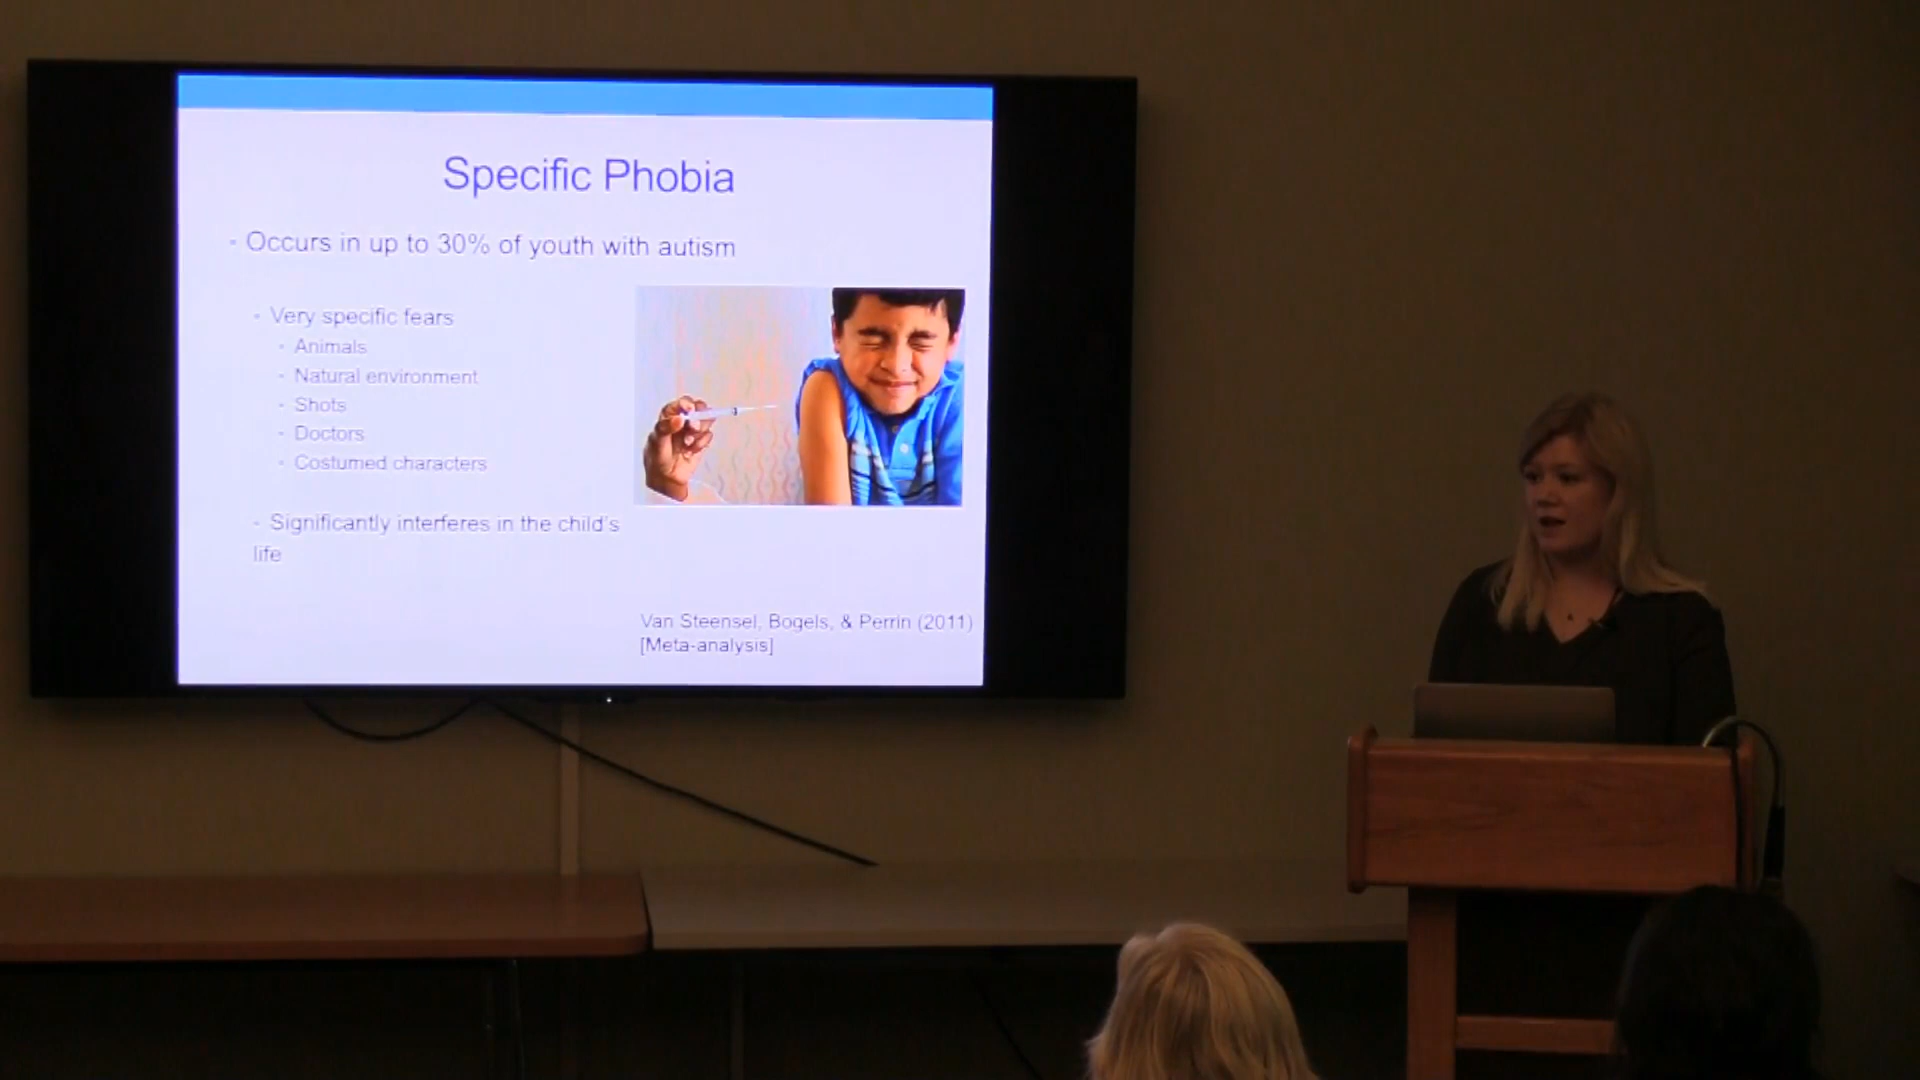 Specific Phobia
- Occurs in up to 30% of youth with autism
- Very specific fears
- Animals
- Natural environment
- Shots
- Doctors
- Costumed characters
- Significantly interferes in the child's
life
Van Steensel, Bogels, & Perrin (2011)
[Meta-analysis]